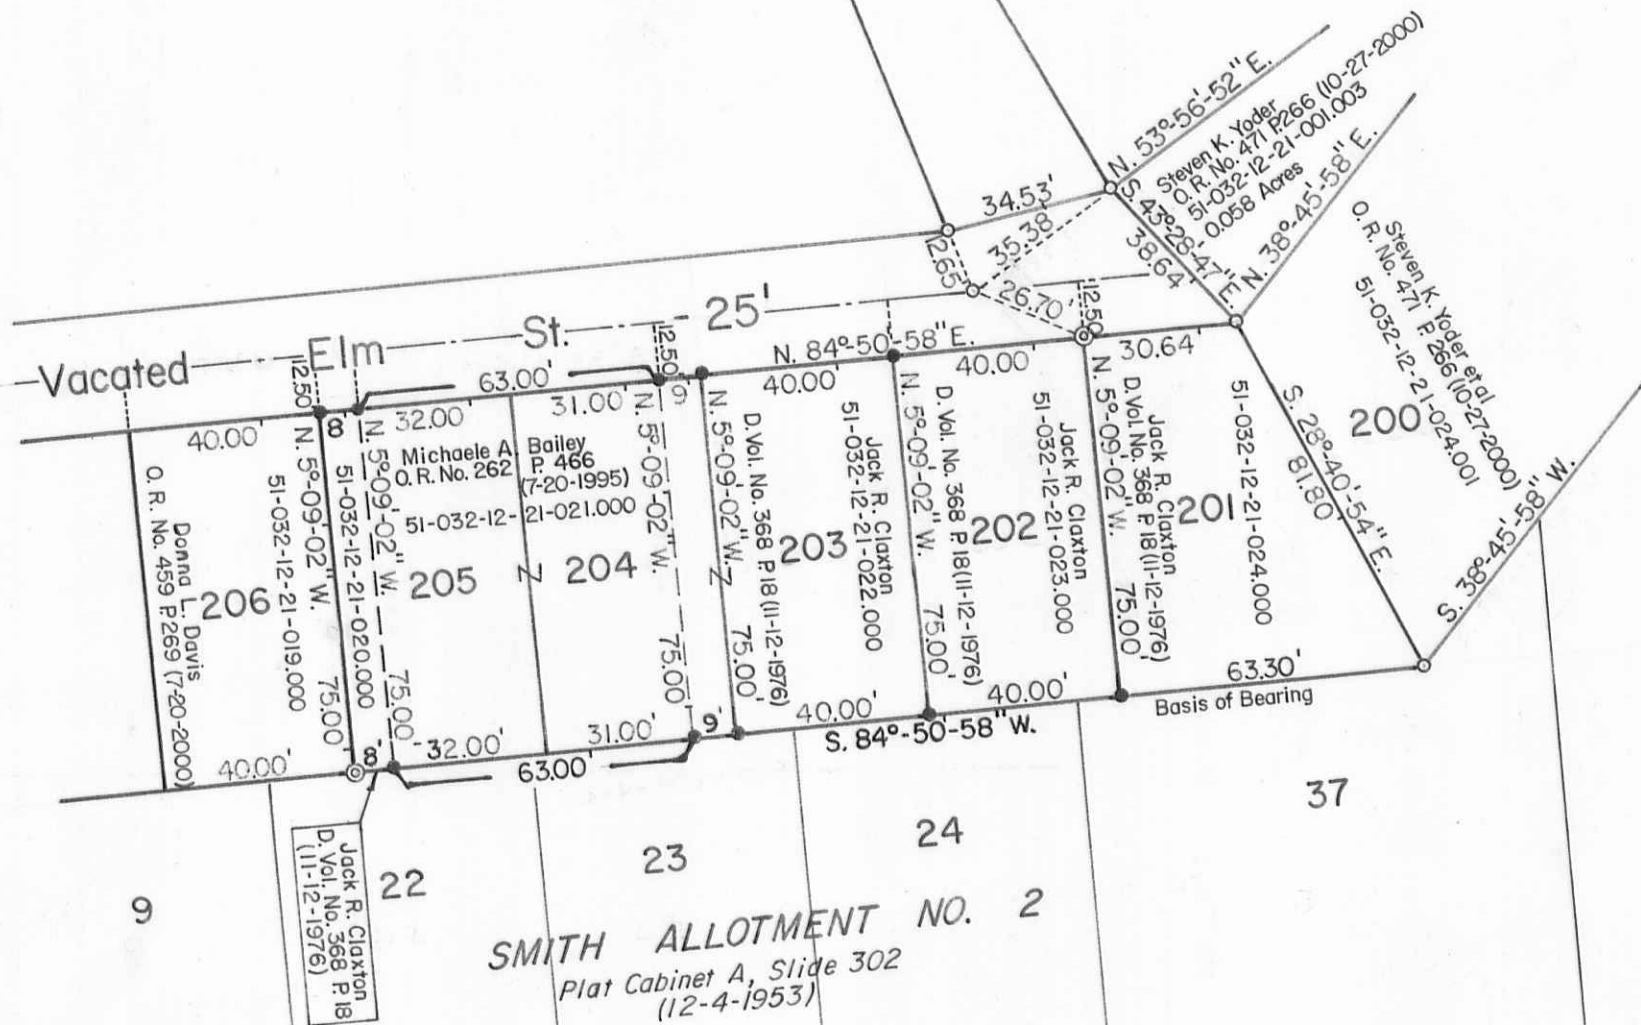 N. 53°-56'-52" E.
Steven K. Yoder
O. R. No. 471 P.266 (10-27-2000)
51-032-12-21-001.003
0.058 Acres
N. 38°-45'-58" E.
S. 43°-28'-47" E.
38.64'
34.53'
35.38'
12.65'
26.70'
12.50'
Steven K. Yoder et al
O. R. No. 471 P. 266 (10-27-2000)
51-032-12-21-024.001
200
S. 38°-45'-58" W.
S. 28°-40'-54" E.
81.80'
Vacated Elm St. 25'
12.50'
12.50'
N. 84°-50'-58" E.
40.00'
8'
63.00'
32.00'
31.00'
9'
40.00'
40.00'
30.64'
Donna L. Davis
O. R. No. 459 P.269 (7-20-2000)
206
51-032-12-21-019.000
N. 5°-09'-02" W. 75.00'
51-032-12-21-020.000
N. 5°-09'-02" W. 75.00'
Michaele A. Bailey
O. R. No. 262 P. 466
(7-20-1995)
51-032-12-21-021.000
205
Z
204
N. 5°-09'-02" W. 75.00'
N. 5°-09'-02" W. 75.00'
Z
D. Vol. No. 368 P.18 (11-12-1976)
203
Jack R. Claxton
51-032-12-21-022.000
N. 5°-09'-02" W. 75.00'
D. Vol. No. 368 P.18 (11-12-1976)
202
Jack R. Claxton
51-032-12-21-023.000
N. 5°-09'-02" W. 75.00'
Jack R. Claxton
D. Vol. No. 368 P.18 (11-12-1976)
201
51-032-12-21-024.000
40.00'
8'
32.00'
31.00'
63.00'
9'
40.00'
40.00'
63.30'
S. 84°-50'-58" W.
Basis of Bearing
Jack R. Claxton
D. Vol. No. 368 P.18
(11-12-1976)
9
22
23
24
37
SMITH ALLOTMENT NO. 2
Plat Cabinet A, Slide 302
(12-4-1953)